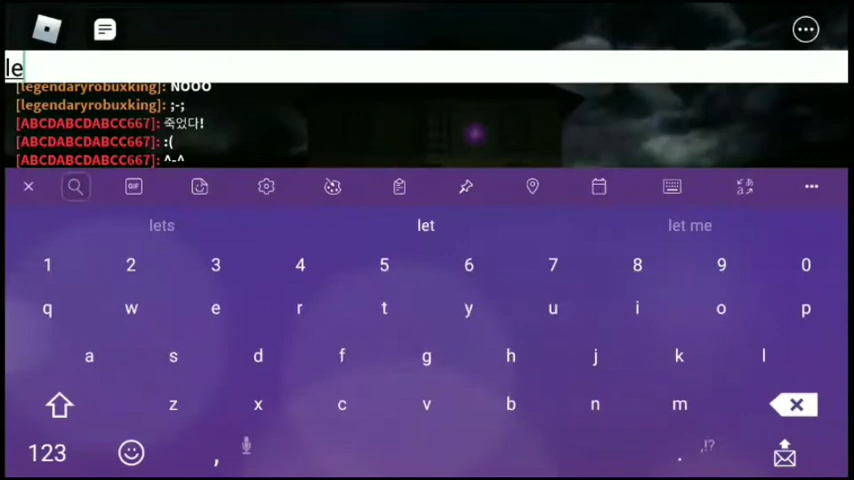 le
[legendaryrobuxking]: NOOO
[legendaryrobuxking]: ;-;
[ABCDABCDABCC667]: 죽었다!
[ABCDABCDABCC667]: :(
[ABCDABCDABCC667]: ^-^
GIF
lets let let me
1 2 3 4 5 6 7 8 9 0
q w e r t y u i o p
a s d f g h j k l
z x c v b n m
123 , . ,!?